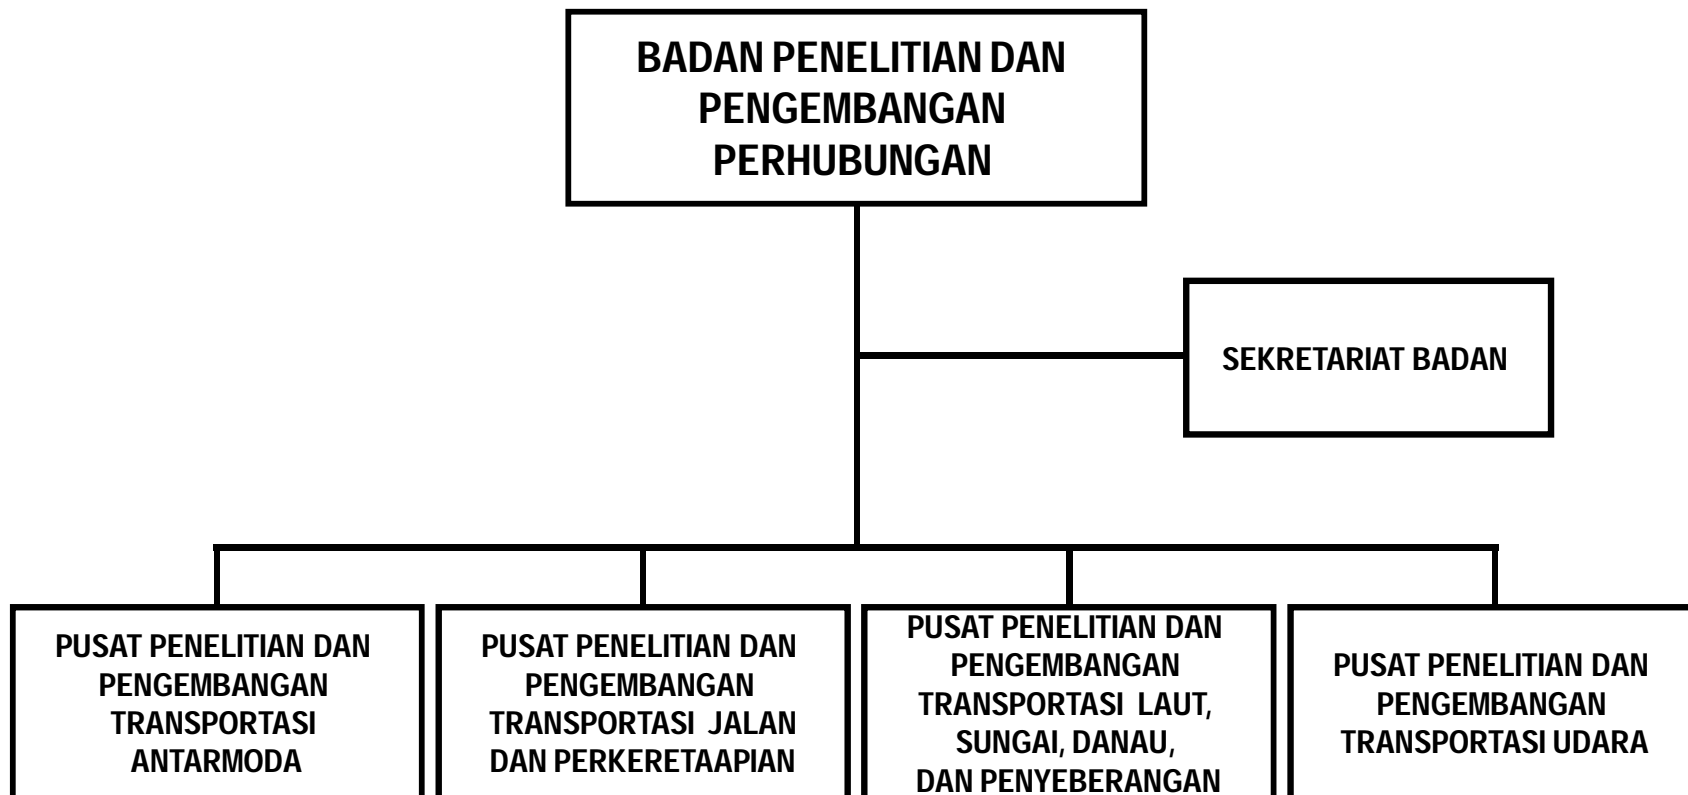 BADAN PENELITIAN DAN
PENGEMBANGAN
PERHUBUNGAN
SEKRETARIAT BADAN
PUSAT PENELITIAN DAN
PENGEMBANGAN
TRANSPORTASI
ANTARMODA
PUSAT PENELITIAN DAN
PENGEMBANGAN
TRANSPORTASI JALAN
DAN PERKERETAAPIAN
PUSAT PENELITIAN DAN
PENGEMBANGAN
TRANSPORTASI LAUT,
SUNGAI, DANAU,
DAN PENYEBERANGAN
PUSAT PENELITIAN DAN
PENGEMBANGAN
TRANSPORTASI UDARA